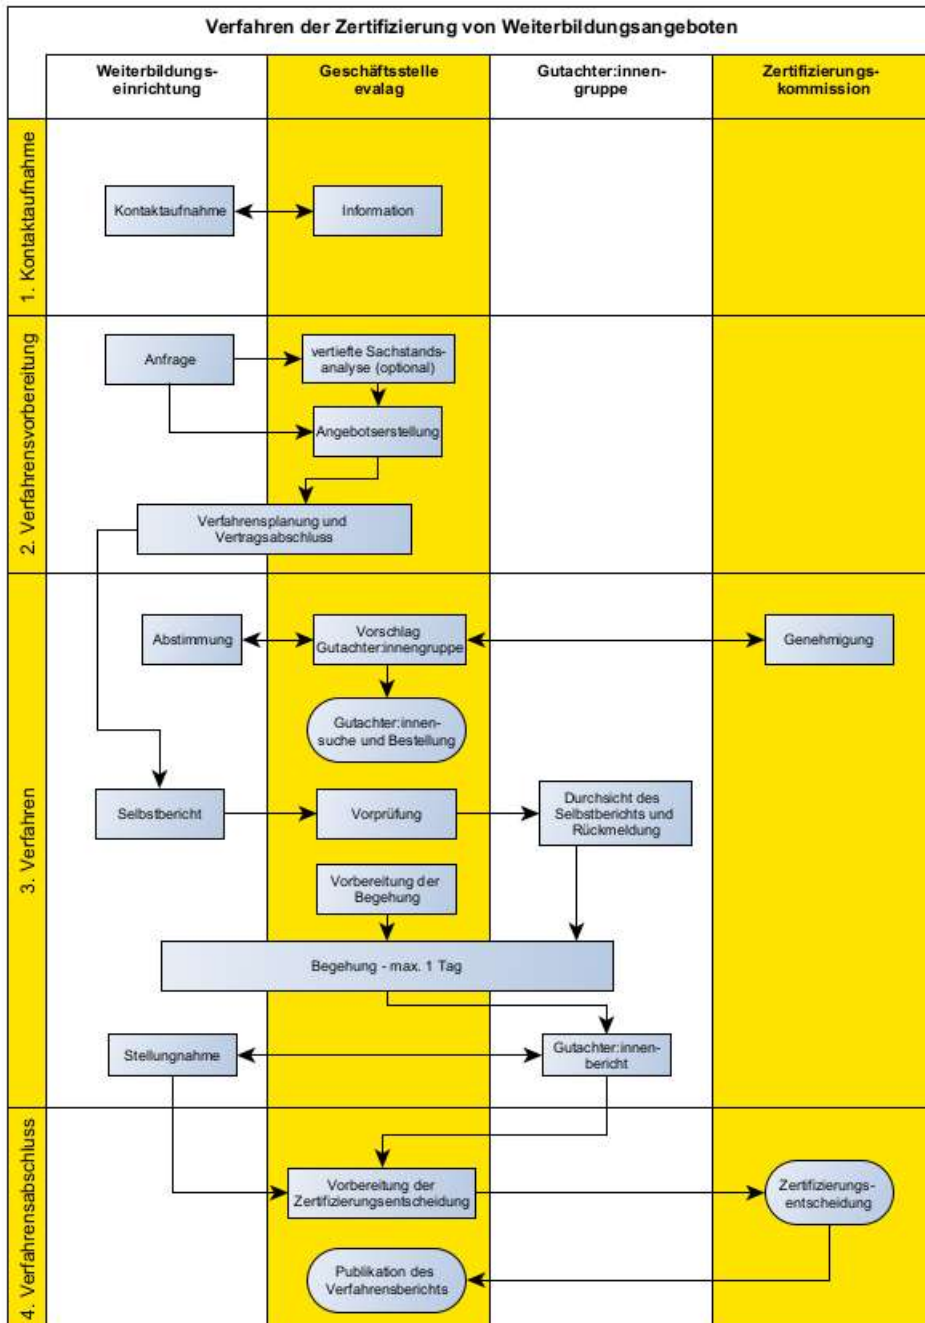 Verfahren der Zertifizierung von Weiterbildungsangeboten
Weiterbildungs-
einrichtung
Geschäftsstelle
evalag
Gutachter:innen-
gruppe
Zertifizierungs-
kommission
1. Kontaktaufnahme
Kontaktaufnahme
Information
2. Verfahrensvorbereitung
Anfrage
vertiefte Sachstands-
analyse (optional)
Angebotserstellung
Verfahrensplanung und
Vertragsabschluss
3. Verfahren
Abstimmung
Vorschlag
Gutachter:innengruppe
Genehmigung
Gutachter:innen-
suche und Bestellung
Selbstbericht
Vorprüfung
Durchsicht des
Selbstberichts und
Rückmeldung
Vorbereitung der
Begehung
Begehung - max. 1 Tag
Stellungnahme
Gutachter:innen-
bericht
4. Verfahrensabschluss
Vorbereitung der
Zertifizierungsentscheidung
Zertifizierungs-
entscheidung
Publikation des
Verfahrensberichts